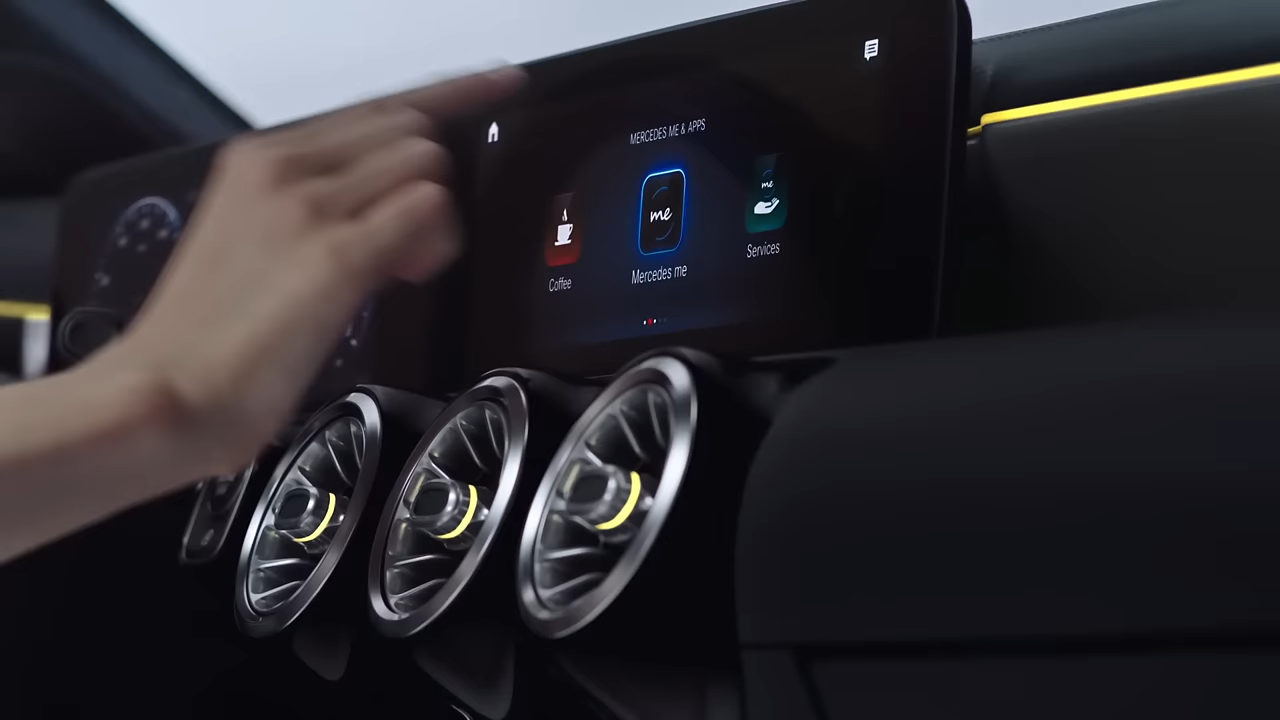 MERCEDES ME & APPS
me
me
Coffee
Mercedes me
Services